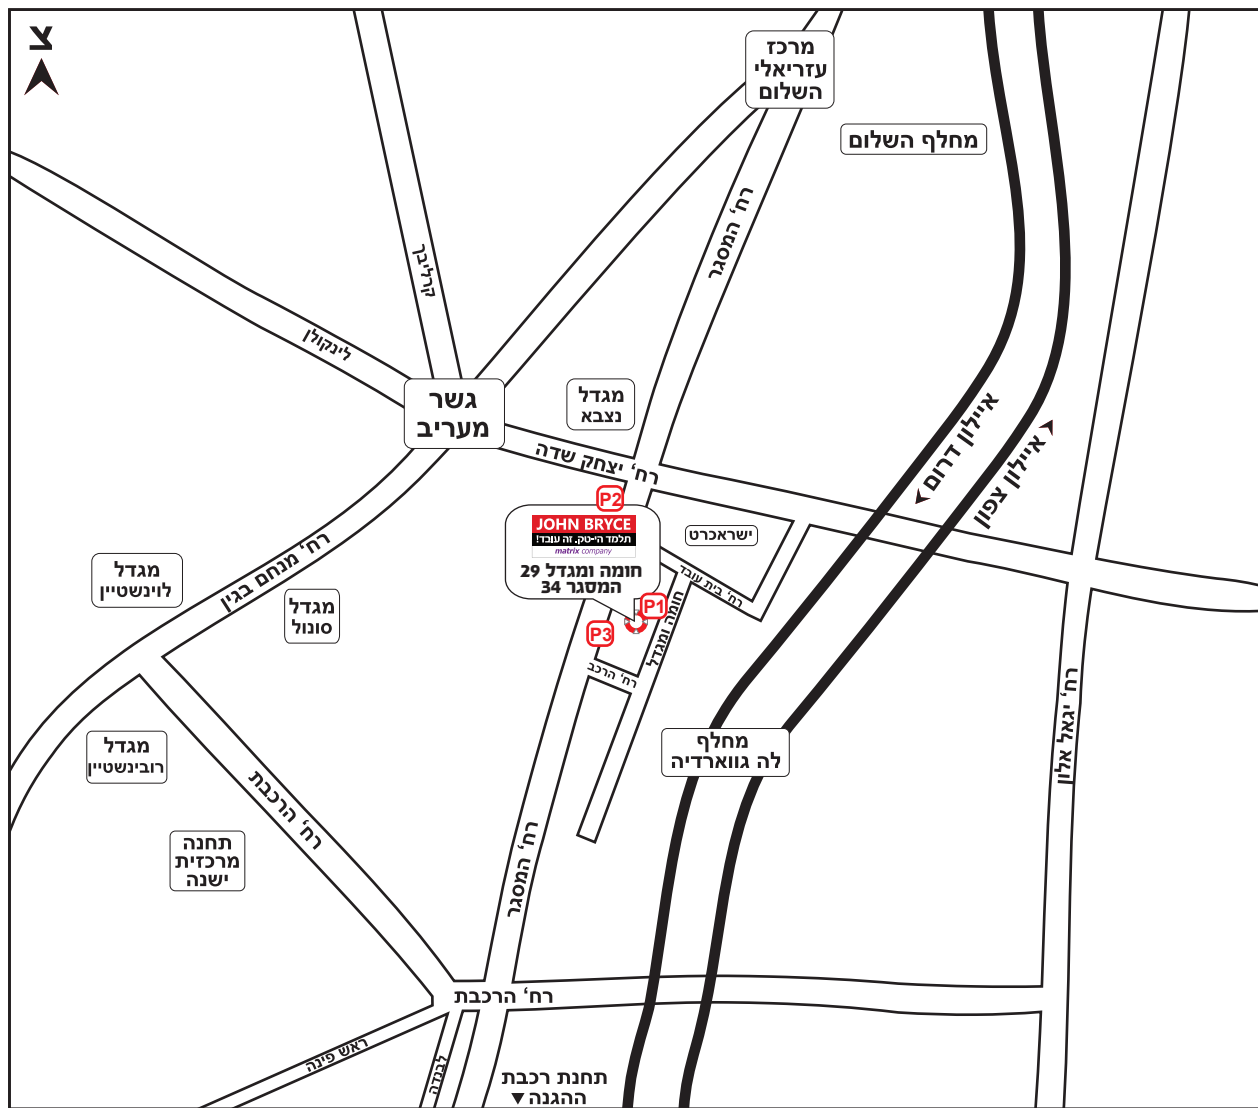 צ
מרכז
עזריאלי
השלום
מחלף השלום
רח' המסגר
קרליבך
לינקולן
גשר
מעריב
מגדל
נצבא
רח' יצחק שדה
איילון דרום
איילון צפון
P2
JOHN BRYCE
תלמד היי-טק. זה עובד!
matrix company
חומה ומגדל 29
המסגר 34
ישראכרט
רח' בית עובד
חומה ומגדל
P1
P3
רח' הרכב
רח' מנחם בגין
מגדל
לוינשטיין
מגדל
סונול
מגדל
רובינשטיין
רח' הרכבת
תחנה
מרכזית
ישנה
מחלף
לה גווארדיה
רח' יגאל אלון
רח' המסגר
רח' הרכבת
ראש פינה
לבנדה
תחנת רכבת
ההגנה